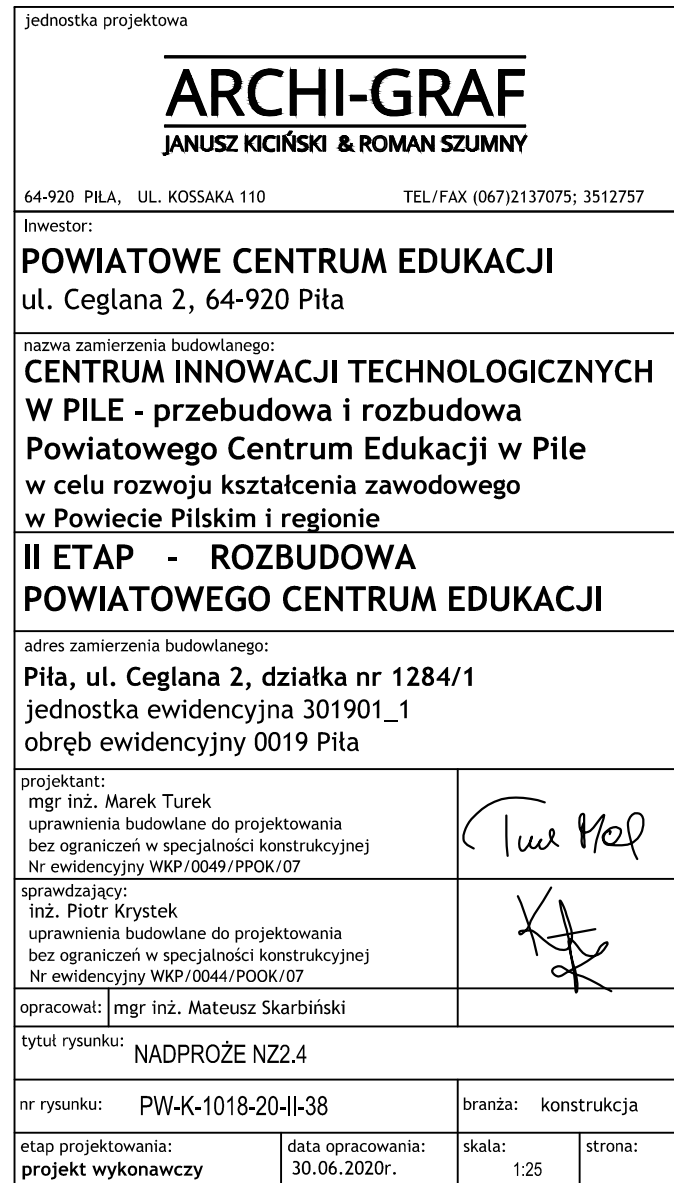 jednostka projektowa
ARCHI-GRAF
JANUSZ KICIŃSKI & ROMAN SZUMNY
64-920 PIŁA, UL. KOSSAKA 110 TEL/FAX (067)2137075; 3512757
Inwestor:
POWIATOWE CENTRUM EDUKACJI
ul. Ceglana 2, 64-920 Piła
nazwa zamierzenia budowlanego:
CENTRUM INNOWACJI TECHNOLOGICZNYCH
W PILE - przebudowa i rozbudowa
Powiatowego Centrum Edukacji w Pile
w celu rozwoju kształcenia zawodowego
w Powiecie Pilskim i regionie
II ETAP - ROZBUDOWA
POWIATOWEGO CENTRUM EDUKACJI
adres zamierzenia budowlanego:
Piła, ul. Ceglana 2, działka nr 1284/1
jednostka ewidencyjna 301901_1
obręb ewidencyjny 0019 Piła
projektant:
mgr inż. Marek Turek
uprawnienia budowlane do projektowania
bez ograniczeń w specjalności konstrukcyjnej
Nr ewidencyjny WKP/0049/PPOK/07
sprawdzający:
inż. Piotr Krystek
uprawnienia budowlane do projektowania
bez ograniczeń w specjalności konstrukcyjnej
Nr ewidencyjny WKP/0044/POOK/07
opracował: mgr inż. Mateusz Skarbiński
tytuł rysunku: NADPROŻE NZ2.4
nr rysunku: PW-K-1018-20-II-38 branża: konstrukcja
etap projektowania: data opracowania: skala: strona:
projekt wykonawczy 30.06.2020r. 1:25